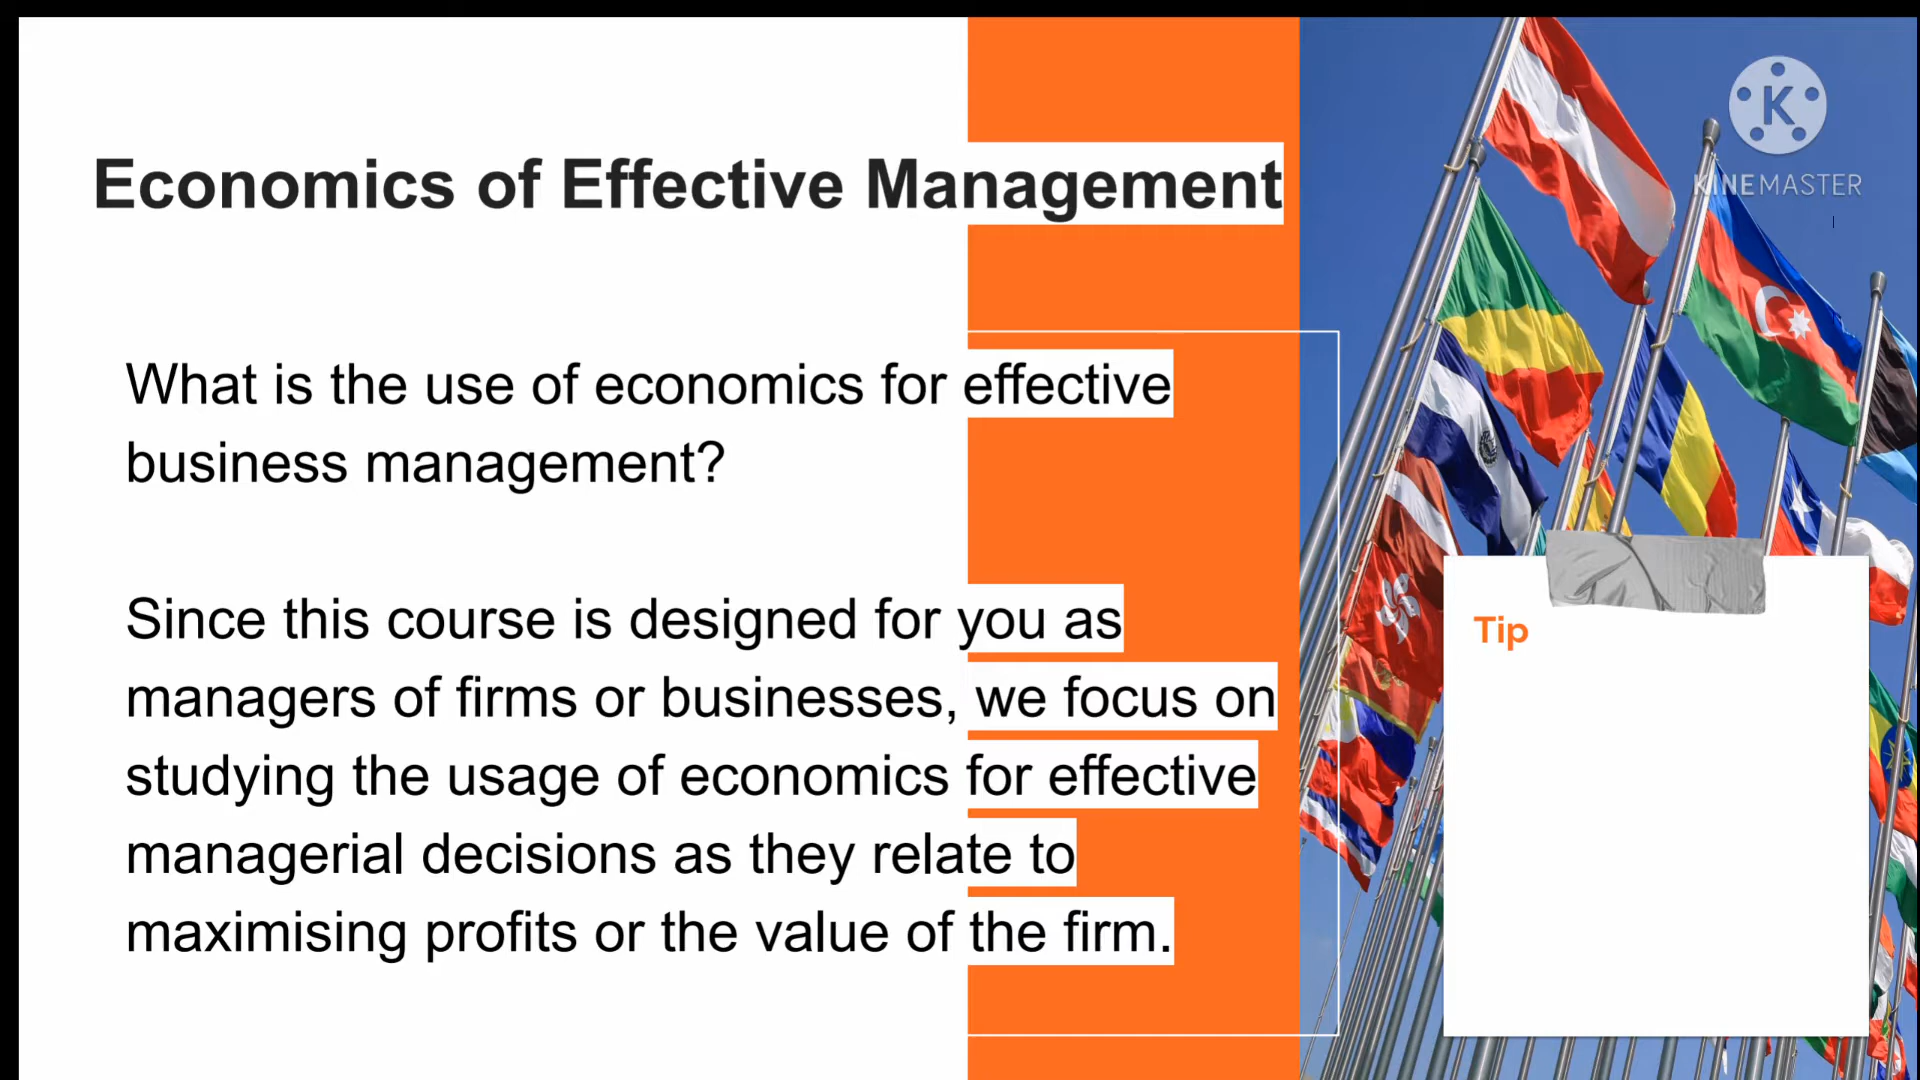 Economics of Effective Management
What is the use of economics for effective
business management?
Since this course is designed for you as
managers of firms or businesses, we focus on
studying the usage of economics for effective
managerial decisions as they relate to
maximising profits or the value of the firm.
K
KINEMASTER
Tip